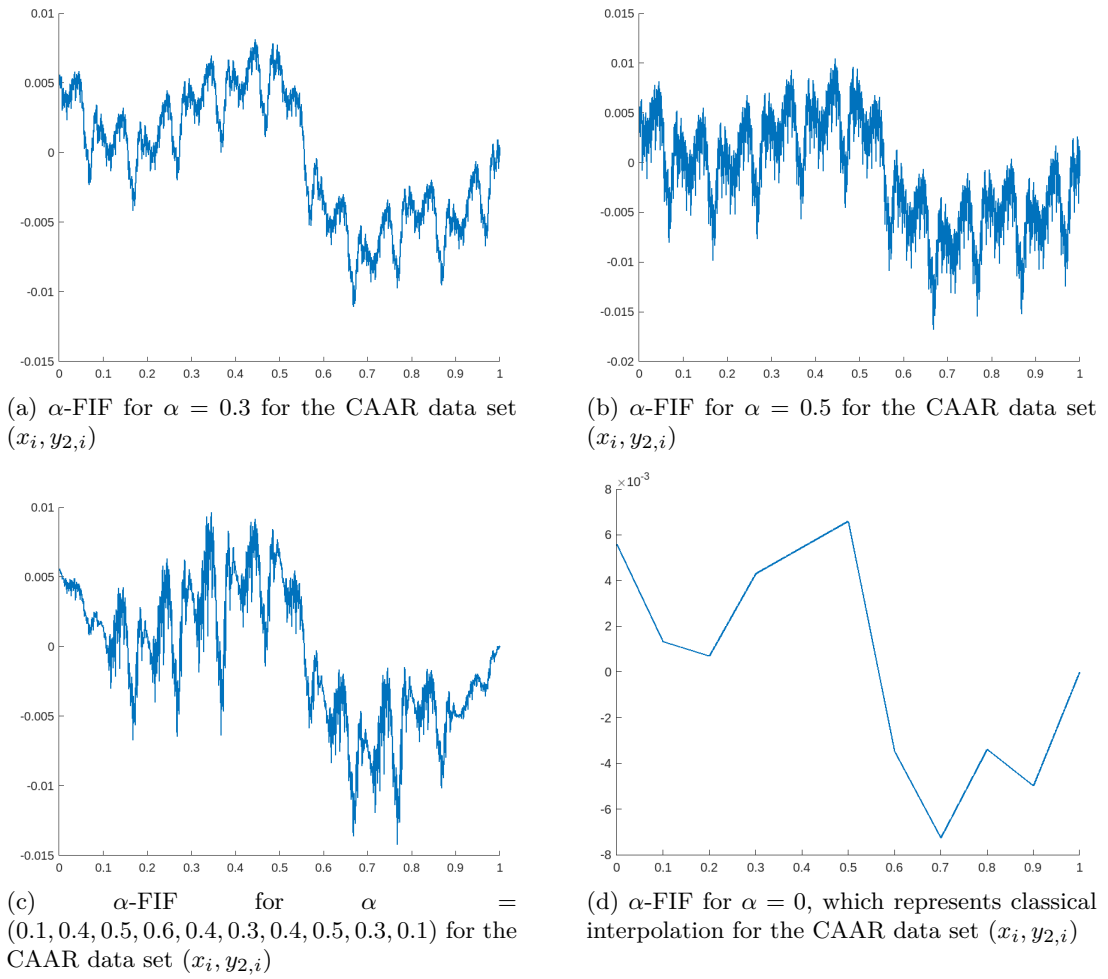 0.01
0.005
0
-0.005
-0.01
-0.015
0 0.1 0.2 0.3 0.4 0.5 0.6 0.7 0.8 0.9 1
(a) α-FIF for α = 0.3 for the CAAR data set
(x_i, y_{2,i})
0.015
0.01
0.005
0
-0.005
-0.01
-0.015
-0.02
0 0.1 0.2 0.3 0.4 0.5 0.6 0.7 0.8 0.9 1
(b) α-FIF for α = 0.5 for the CAAR data set
(x_i, y_{2,i})
0.01
0.005
0
-0.005
-0.01
-0.015
0 0.1 0.2 0.3 0.4 0.5 0.6 0.7 0.8 0.9 1
(c) α-FIF for α =
(0.1, 0.4, 0.5, 0.6, 0.4, 0.3, 0.4, 0.5, 0.3, 0.1) for the
CAAR data set (x_i, y_{2,i})
×10⁻³
8
6
4
2
0
-2
-4
-6
-8
0 0.1 0.2 0.3 0.4 0.5 0.6 0.7 0.8 0.9 1
(d) α-FIF for α = 0, which represents classical
interpolation for the CAAR data set (x_i, y_{2,i})